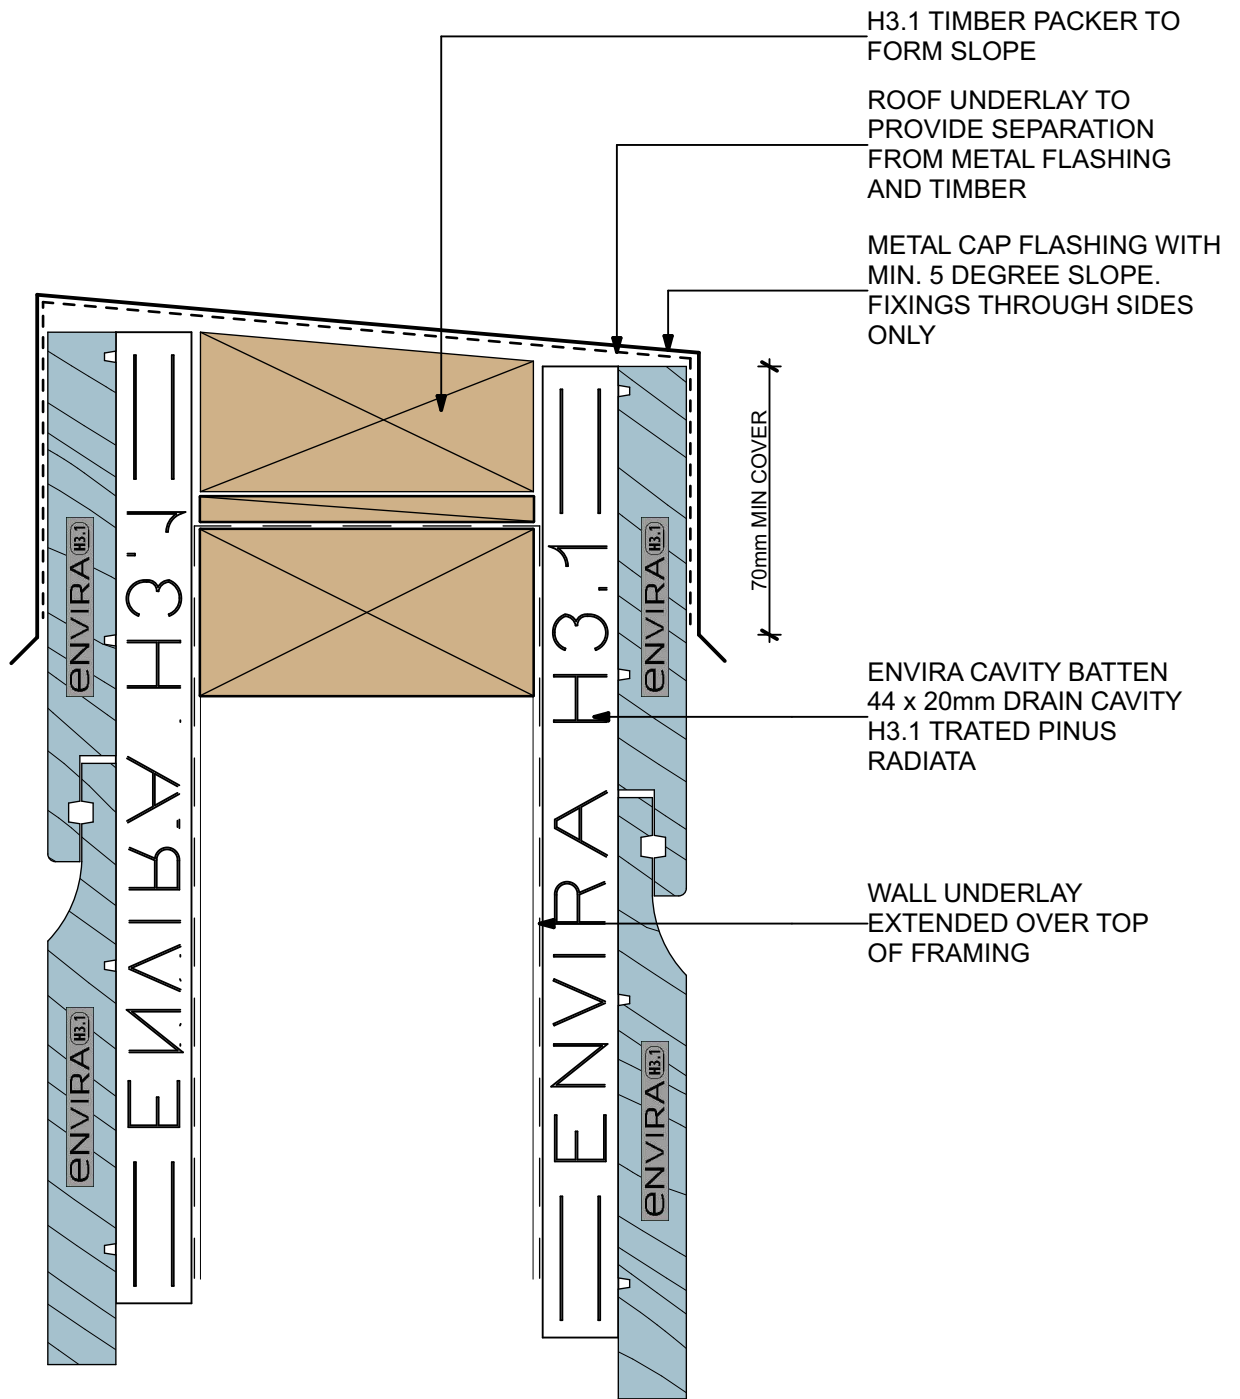 H3.1 TIMBER PACKER TO
FORM SLOPE
ROOF UNDERLAY TO
PROVIDE SEPARATION
FROM METAL FLASHING
AND TIMBER
METAL CAP FLASHING WITH
MIN. 5 DEGREE SLOPE.
FIXINGS THROUGH SIDES
ONLY
70mm MIN COVER
ENVIRA CAVITY BATTEN
44 x 20mm DRAIN CAVITY
H3.1 TRATED PINUS
RADIATA
WALL UNDERLAY
EXTENDED OVER TOP
OF FRAMING
ENVIRA H3.1
ENVIRA H3.1
eNVIRA H3.1
eNVIRA H3.1
eNVIRA H3.1
eNVIRA H3.1